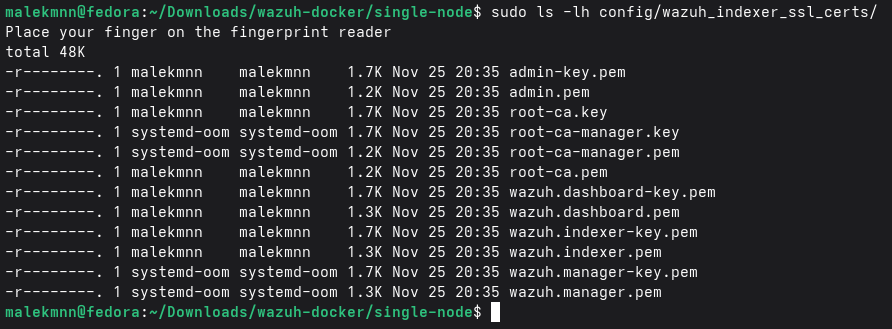 malekmnn@fedora:~/Downloads/wazuh-docker/single-node$ sudo ls -lh config/wazuh_indexer_ssl_certs/
Place your finger on the fingerprint reader
total 48K
-r--------. 1 malekmnn    malekmnn    1.7K Nov 25 20:35 admin-key.pem
-r--------. 1 malekmnn    malekmnn    1.2K Nov 25 20:35 admin.pem
-r--------. 1 malekmnn    malekmnn    1.7K Nov 25 20:35 root-ca.key
-r--------. 1 systemd-oom systemd-oom 1.7K Nov 25 20:35 root-ca-manager.key
-r--------. 1 systemd-oom systemd-oom 1.2K Nov 25 20:35 root-ca-manager.pem
-r--------. 1 malekmnn    malekmnn    1.2K Nov 25 20:35 root-ca.pem
-r--------. 1 malekmnn    malekmnn    1.7K Nov 25 20:35 wazuh.dashboard-key.pem
-r--------. 1 malekmnn    malekmnn    1.3K Nov 25 20:35 wazuh.dashboard.pem
-r--------. 1 malekmnn    malekmnn    1.7K Nov 25 20:35 wazuh.indexer-key.pem
-r--------. 1 malekmnn    malekmnn    1.3K Nov 25 20:35 wazuh.indexer.pem
-r--------. 1 systemd-oom systemd-oom 1.7K Nov 25 20:35 wazuh.manager-key.pem
-r--------. 1 systemd-oom systemd-oom 1.3K Nov 25 20:35 wazuh.manager.pem
malekmnn@fedora:~/Downloads/wazuh-docker/single-node$